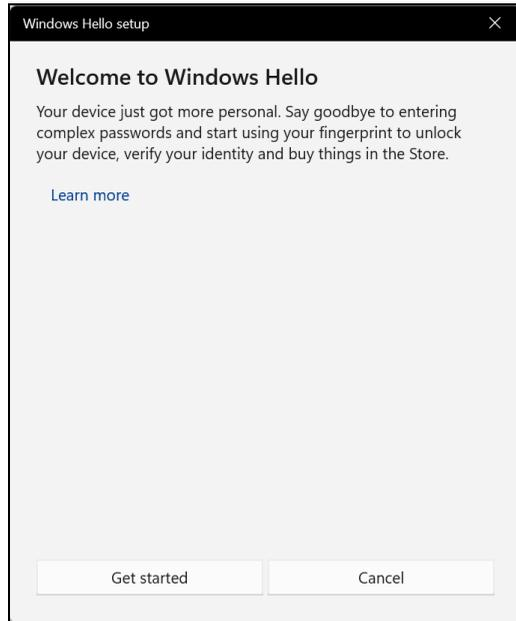 Windows Hello setup
Welcome to Windows Hello
Your device just got more personal. Say goodbye to entering
complex passwords and start using your fingerprint to unlock
your device, verify your identity and buy things in the Store.
Learn more
Get started
Cancel